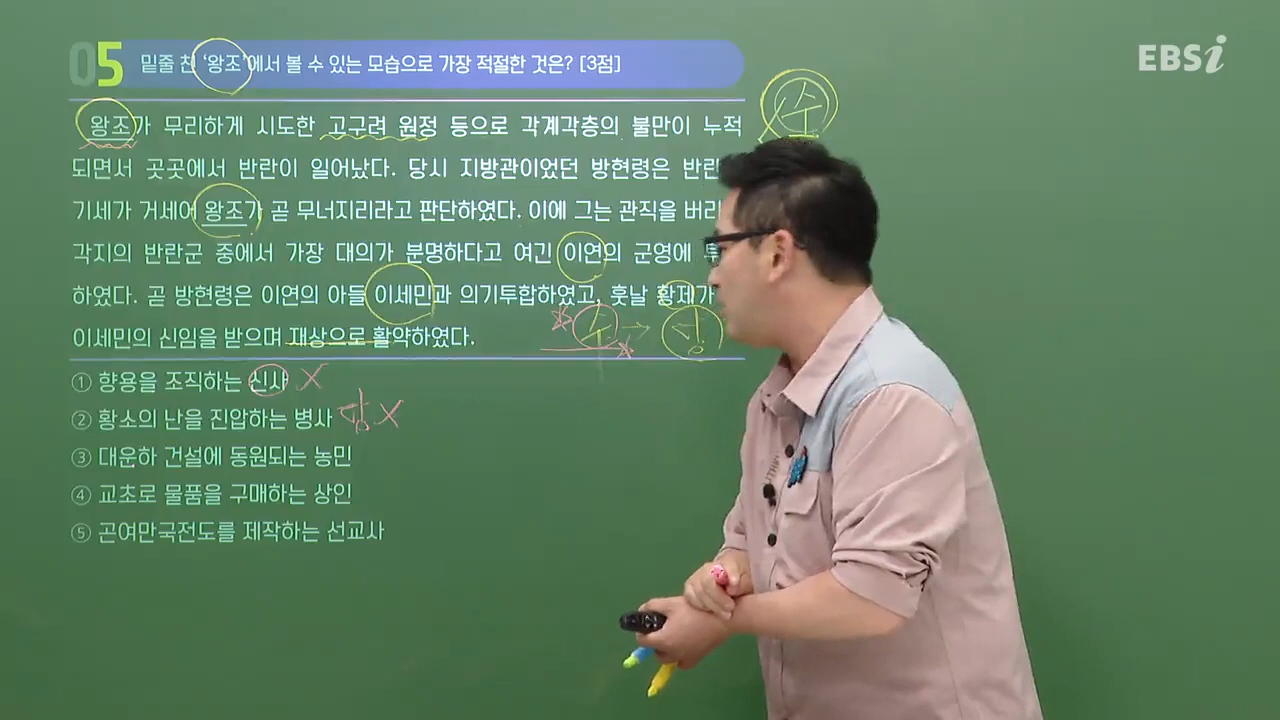 05 밑줄 친 '왕조'에서 볼 수 있는 모습으로 가장 적절한 것은? [3점]
EBSi
왕조가 무리하게 시도한 고구려 원정 등으로 각계각층의 불만이 누적
수
되면서 곳곳에서 반란이 일어났다. 당시 지방관이었던 방현령은 반란
기세가 거세어 왕조가 곧 무너지리라고 판단하였다. 이에 그는 관직을 버리
각지의 반란군 중에서 가장 대의가 분명하다고 여긴 이연의 군영에
하였다. 곧 방현령은 이연의 아들 이세민과 의기투합하였고, 훗날 황제가
이세민의 신임을 받으며 재상으로 활약하였다.
수 → 당
① 향용을 조직하는 신사 X
② 황소의 난을 진압하는 병사 당 X
③ 대운하 건설에 동원되는 농민
④ 교초로 물품을 구매하는 상인
⑤ 곤여만국전도를 제작하는 선교사